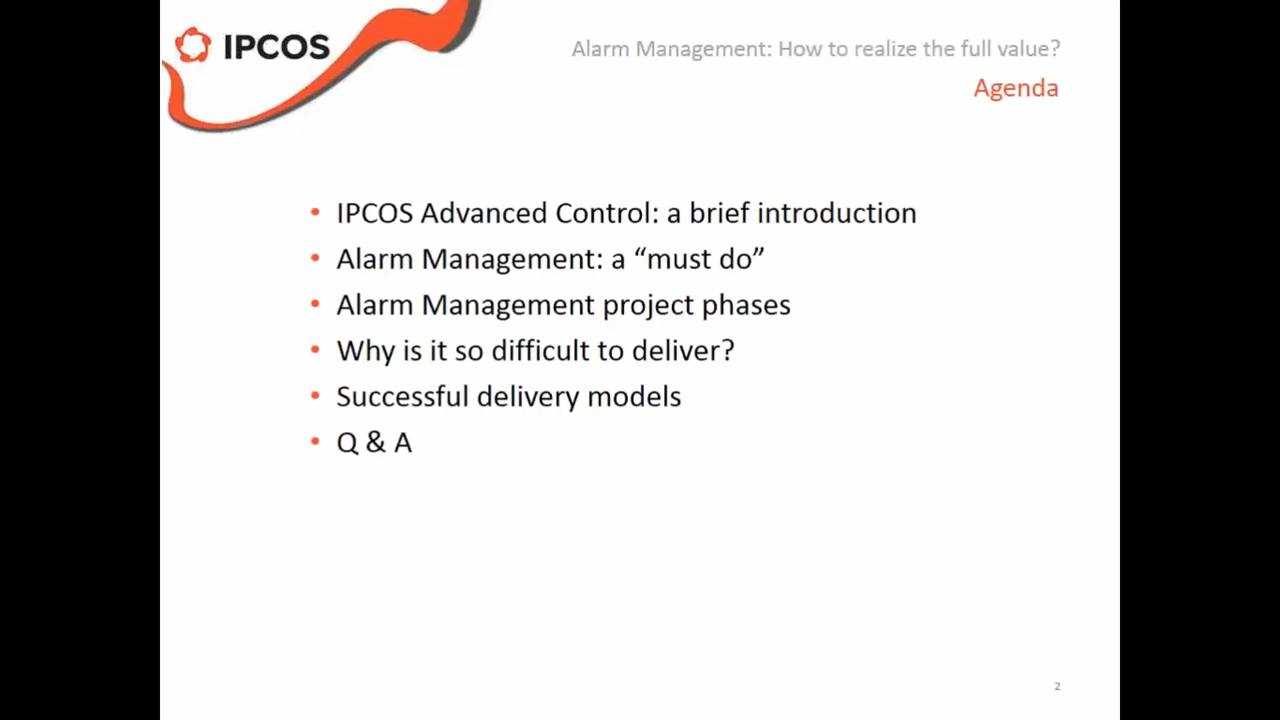 IPCOS
Alarm Management: How to realize the full value?
Agenda
• IPCOS Advanced Control: a brief introduction
• Alarm Management: a “must do”
• Alarm Management project phases
• Why is it so difficult to deliver?
• Successful delivery models
• Q & A
2